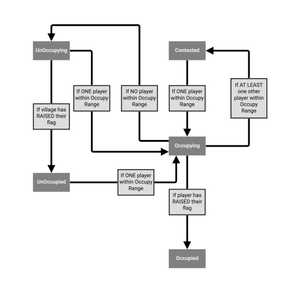 UnOccupying
Contested
If ONE player
within Occupy
Range
If NO player
within Occupy
Range
If ONE player
within Occupy
Range
If AT LEAST
one other
player within
Occupy
Range
If village has
RAISED their
flag
Occupying
UnOccupied
If ONE player
within Occupy
Range
If player has
RAISED their
flag
Occupied